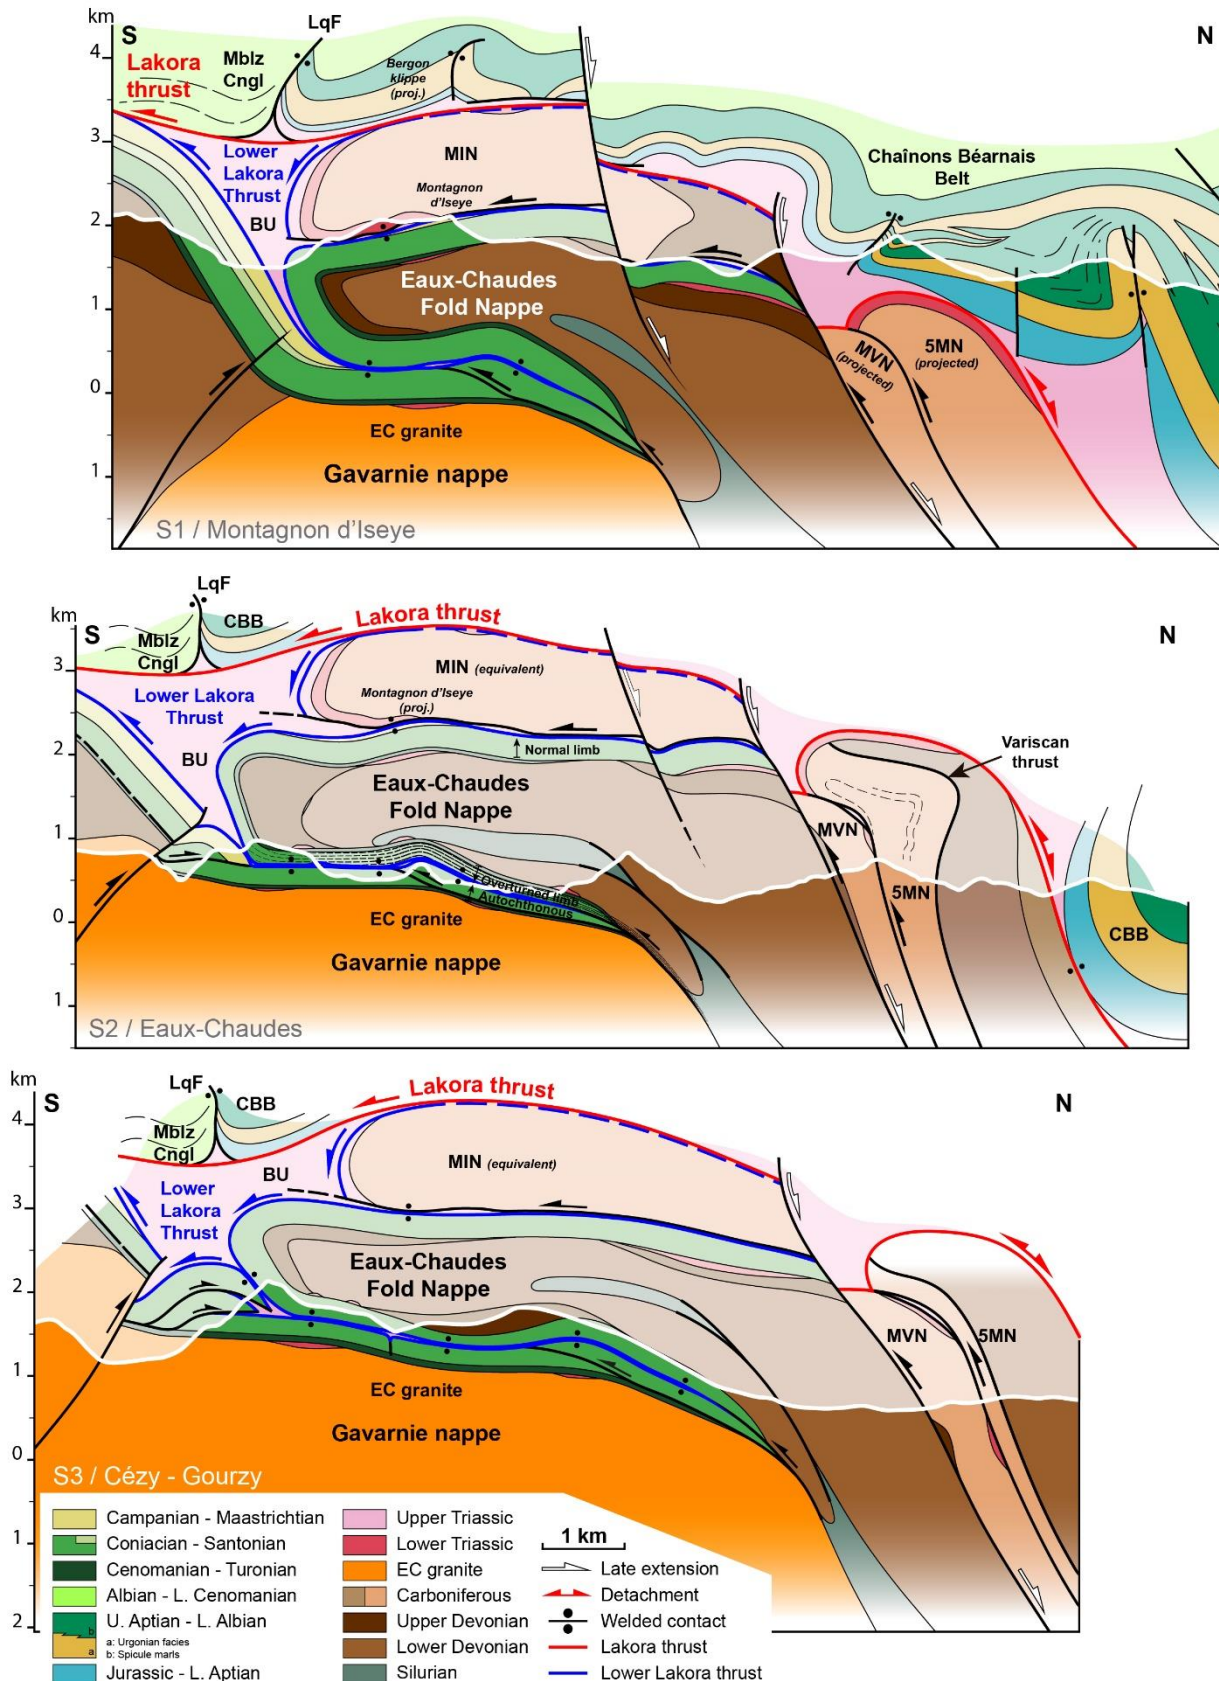 km
S
LqF
N
4
Mblz
Cngl
Bergon
klippe
(proj.)
Lakora
thrust
3
Lower
Lakora
Thrust
MIN
Chaînons Béarnais
Belt
Montagnon
d'Iseye
BU
2
Eaux-Chaudes
Fold Nappe
1
MVN
(projected)
5MN
(projected)
0
EC granite
Gavarnie nappe
1
S1 / Montagnon d'Iseye
LqF
km
S
CBB
Lakora thrust
N
Mblz
Cngl
3
MIN (equivalent)
Lower Lakora
Thrust
Montagnon d'Iseye
(proj.)
Normal limb
Variscan
thrust
2
BU
Eaux-Chaudes
Fold Nappe
MVN
1
Overturned limb
Autochthonous
5MN
0
EC granite
CBB
Gavarnie nappe
1
S2 / Eaux-Chaudes
km
S
LqF
CBB
Lakora thrust
N
4
Mblz
Cngl
BU
MIN (equivalent)
Lower
Lakora
Thrust
3
Eaux-Chaudes
Fold Nappe
2
MVN
5MN
1
EC granite
Gavarnie nappe
0
S3 / Cézy - Gourzy
1
2
Campanian - Maastrichtian
Coniacian - Santonian
Cenomanian - Turonian
Albian - L. Cenomanian
U. Aptian - L. Albian
b
a: Urgonian facies
b: Spicule marls
a
Jurassic - L. Aptian
Upper Triassic
Lower Triassic
EC granite
Carboniferous
Upper Devonian
Lower Devonian
Silurian
1 km
Late extension
Detachment
Welded contact
Lakora thrust
Lower Lakora thrust